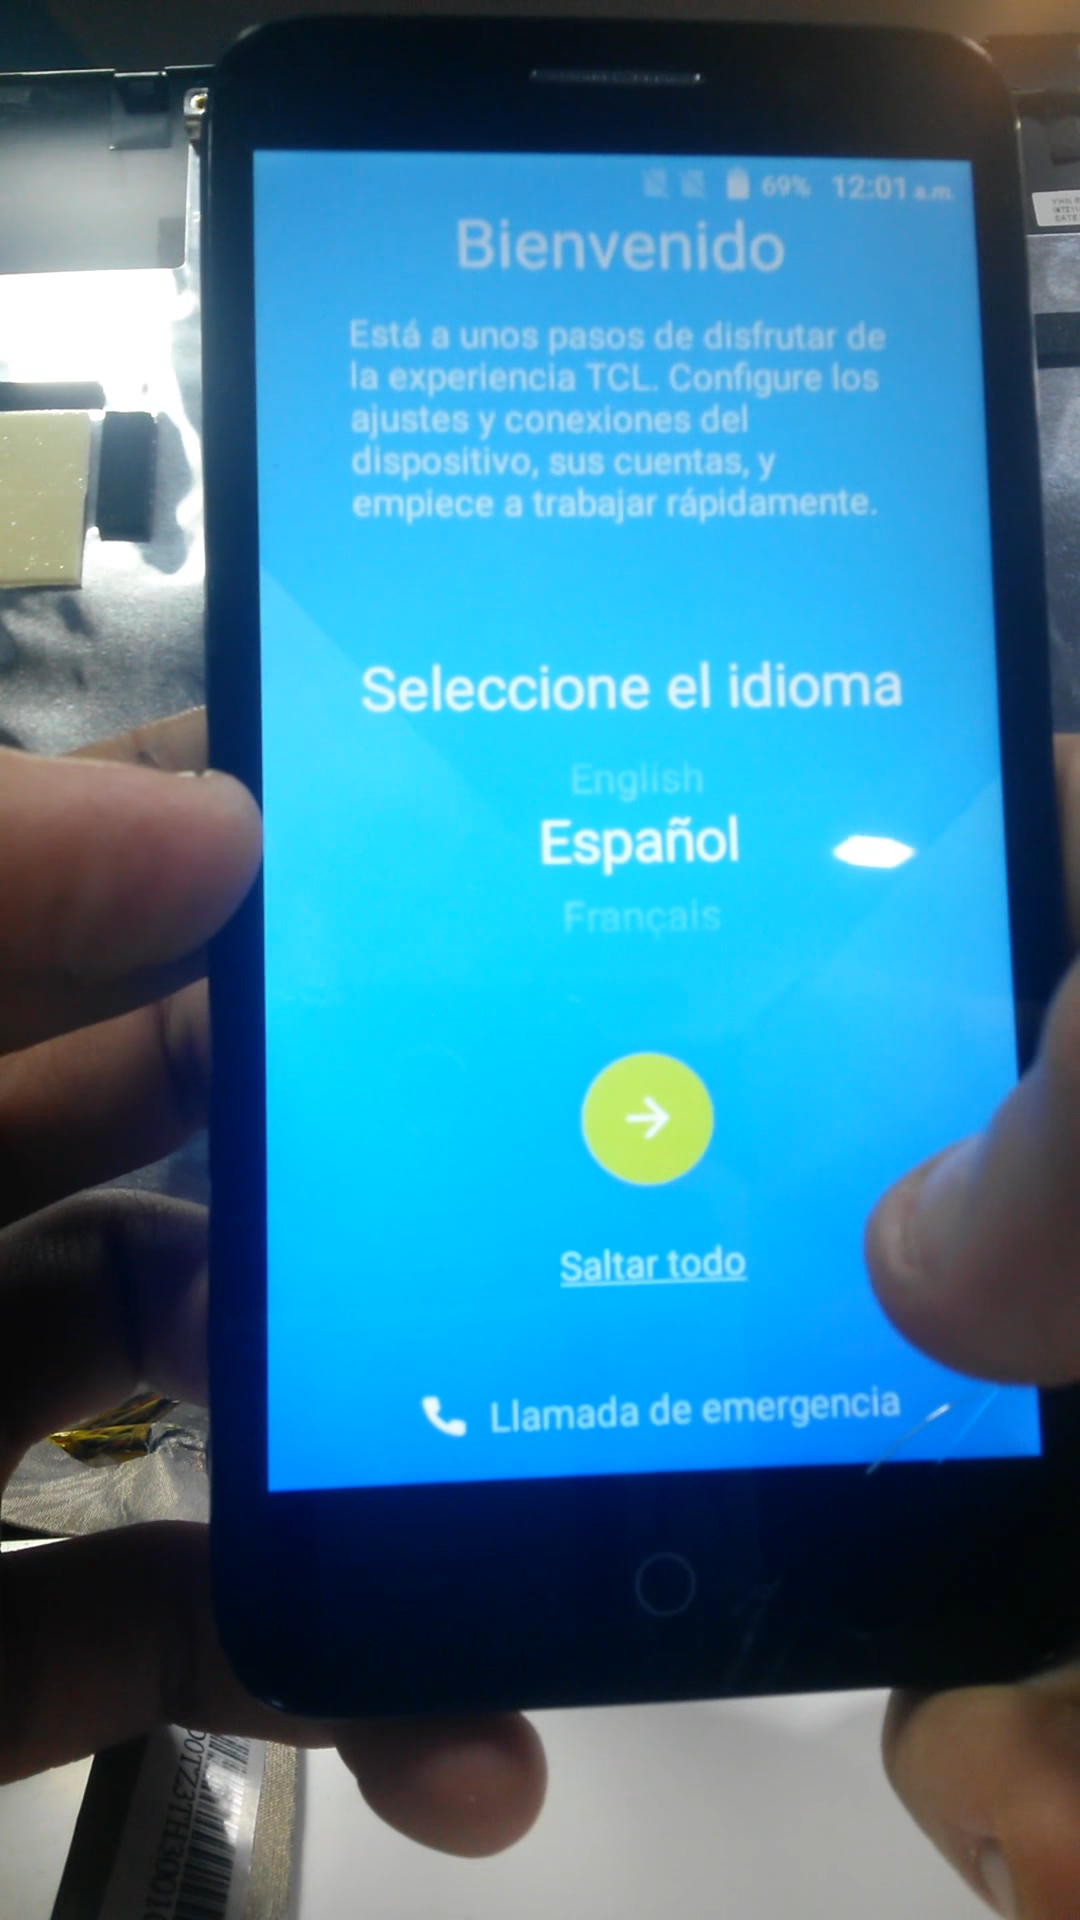 69% 12:01 a.m.
Bienvenido
Está a unos pasos de disfrutar de
la experiencia TCL. Configure los
ajustes y conexiones del
dispositivo, sus cuentas, y
empiece a trabajar rápidamente.
Seleccione el idioma
English
Español
Français
Saltar todo
Llamada de emergencia